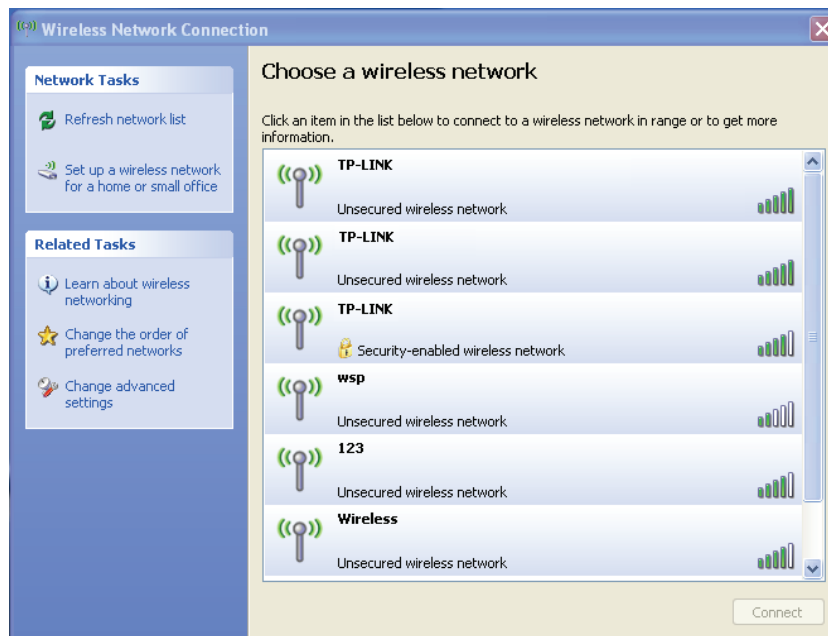 Wireless Network Connection
Network Tasks
Refresh network list
Set up a wireless network
for a home or small office
Related Tasks
Learn about wireless
networking
Change the order of
preferred networks
Change advanced
settings
Choose a wireless network
Click an item in the list below to connect to a wireless network in range or to get more
information.
TP-LINK
Unsecured wireless network
TP-LINK
Unsecured wireless network
TP-LINK
Security-enabled wireless network
wsp
Unsecured wireless network
123
Unsecured wireless network
Wireless
Unsecured wireless network
Connect